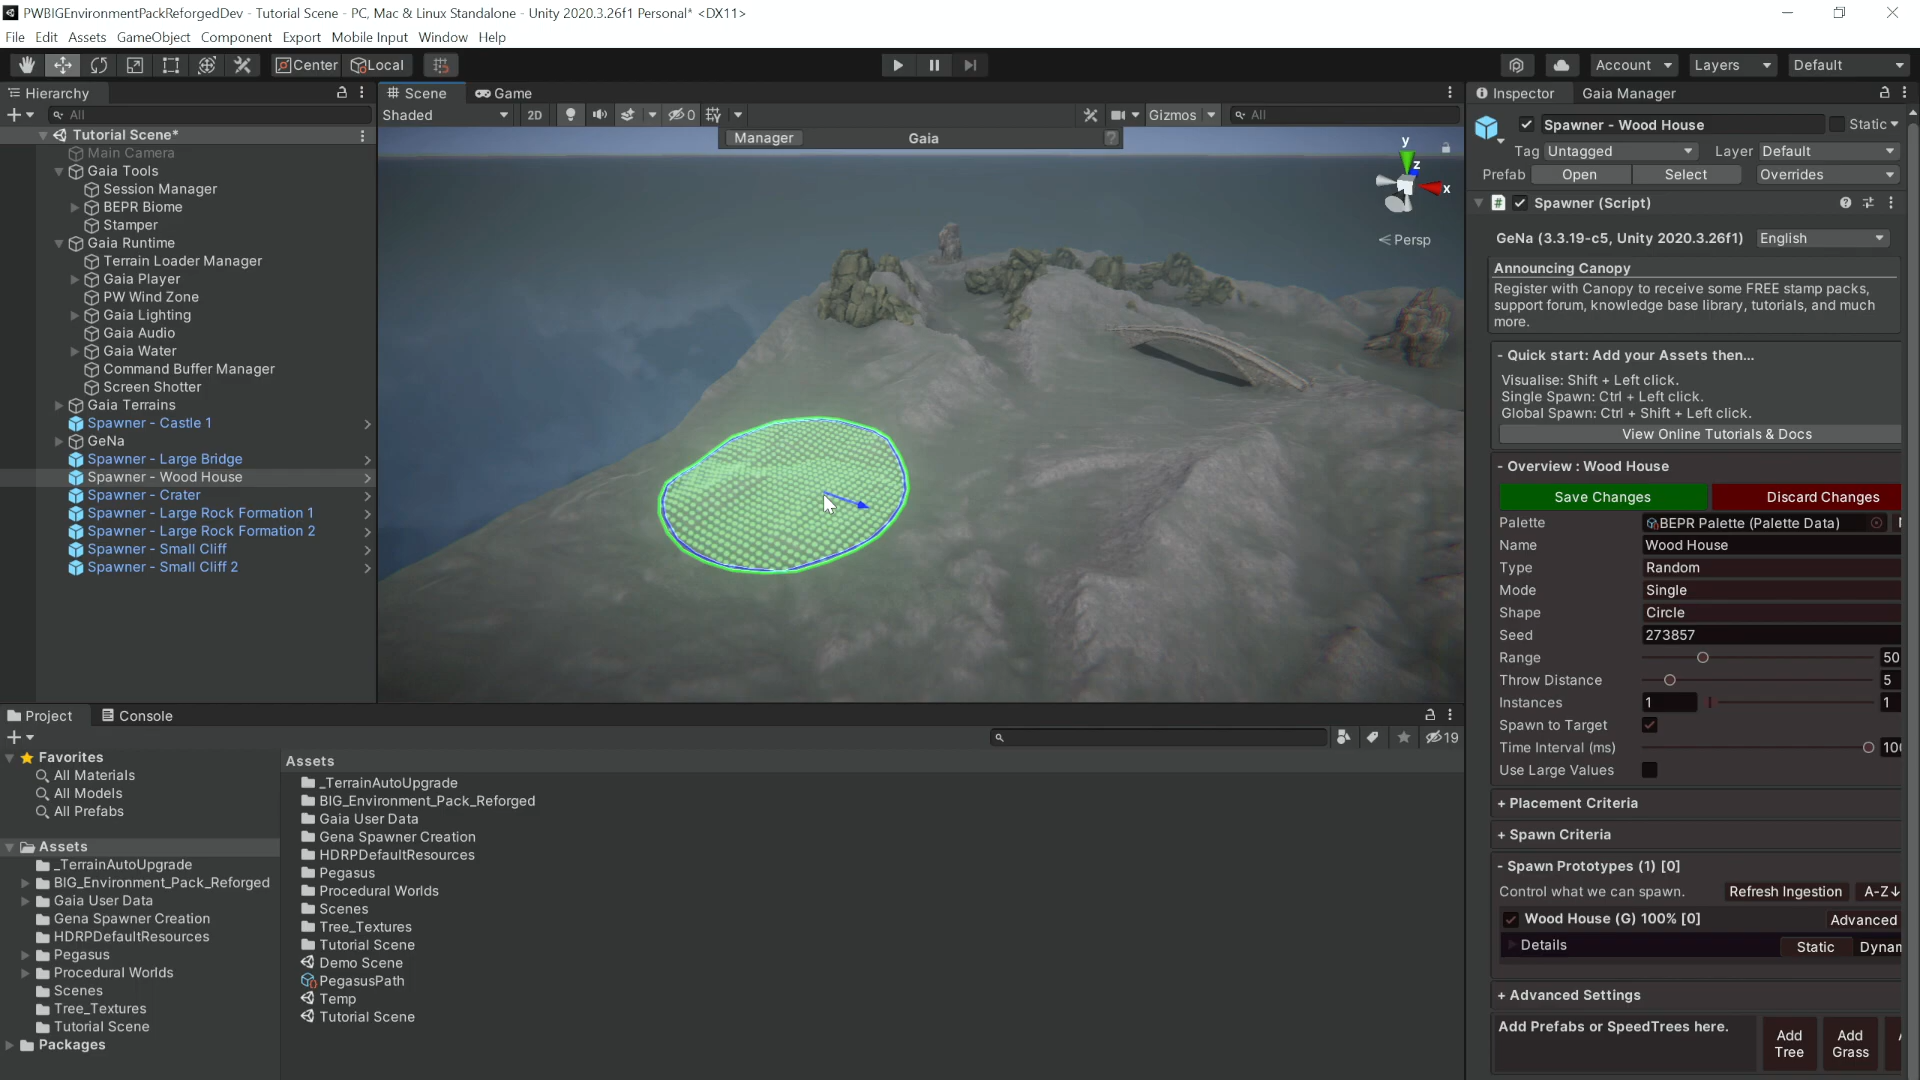 PWBIGEnvironmentPackReforgedDev - Tutorial Scene - PC, Mac & Linux Standalone - Unity 2020.3.26f1 Personal* <DX11>
File Edit Assets GameObject Component Export Mobile Input Window Help
Center Local
Account Layers Default
Hierarchy
All
Tutorial Scene*
Main Camera
Gaia Tools
Session Manager
BEPR Biome
Stamper
Gaia Runtime
Terrain Loader Manager
Gaia Player
PW Wind Zone
Gaia Lighting
Gaia Audio
Gaia Water
Command Buffer Manager
Screen Shotter
Gaia Terrains
Spawner - Castle 1
GeNa
Spawner - Large Bridge
Spawner - Wood House
Spawner - Crater
Spawner - Large Rock Formation 1
Spawner - Large Rock Formation 2
Spawner - Small Cliff
Spawner - Small Cliff 2
Scene Game
Shaded 2D 0 Gizmos All
Manager Gaia ?
y
z
x
Persp
Inspector Gaia Manager
Spawner - Wood House Static
Tag Untagged Layer Default
Prefab Open Select Overrides
Spawner (Script)
GeNa (3.3.19-c5, Unity 2020.3.26f1) English
Announcing Canopy
Register with Canopy to receive some FREE stamp packs,
support forum, knowledge base library, tutorials, and much
more.
- Quick start: Add your Assets then...
Visualise: Shift + Left click.
Single Spawn: Ctrl + Left click.
Global Spawn: Ctrl + Shift + Left click.
View Online Tutorials & Docs
- Overview : Wood House
Save Changes Discard Changes
Palette BEPR Palette (Palette Data)
Name Wood House
Type Random
Mode Single
Shape Circle
Seed 273857
Range 50
Throw Distance 5
Instances 1 1
Spawn to Target
Time Interval (ms)
Use Large Values
+ Placement Criteria
+ Spawn Criteria
- Spawn Prototypes (1) [0]
Control what we can spawn. Refresh Ingestion A-Z↓
Wood House (G) 100% [0] Advanced
Details Static Dynam
+ Advanced Settings
Add Prefabs or SpeedTrees here. Add Tree Add Grass
Project Console
19
Favorites
All Materials
All Models
All Prefabs
Assets
_TerrainAutoUpgrade
BIG_Environment_Pack_Reforged
Gaia User Data
Gena Spawner Creation
HDRPDefaultResources
Pegasus
Procedural Worlds
Scenes
Tree_Textures
Tutorial Scene
Packages
Assets
_TerrainAutoUpgrade
BIG_Environment_Pack_Reforged
Gaia User Data
Gena Spawner Creation
HDRPDefaultResources
Pegasus
Procedural Worlds
Scenes
Tree_Textures
Tutorial Scene
Demo Scene
PegasusPath
Temp
Tutorial Scene